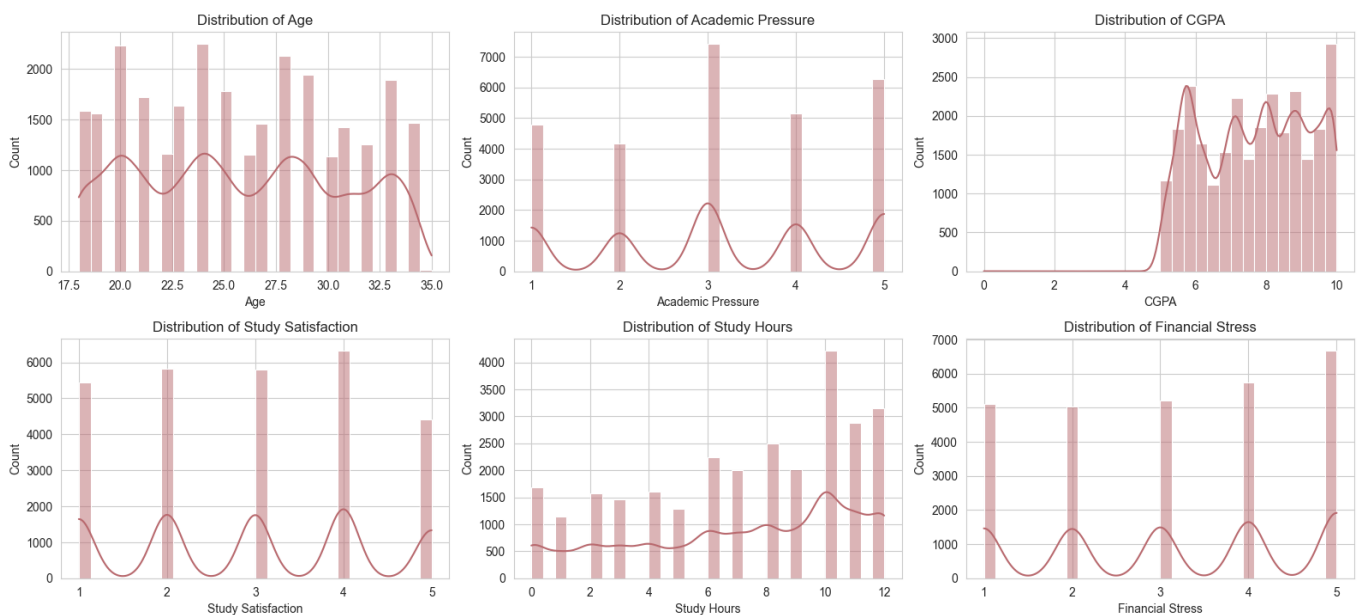 Distribution of Age
Count
2000
1500
1000
500
0
17.5 20.0 22.5 25.0 27.5 30.0 32.5 35.0
Age
Distribution of Academic Pressure
Count
7000
6000
5000
4000
3000
2000
1000
0
1 2 3 4 5
Academic Pressure
Distribution of CGPA
Count
3000
2500
2000
1500
1000
500
0
0 2 4 6 8 10
CGPA
Distribution of Study Satisfaction
Count
6000
5000
4000
3000
2000
1000
0
1 2 3 4 5
Study Satisfaction
Distribution of Study Hours
Count
4000
3500
3000
2500
2000
1500
1000
500
0
0 2 4 6 8 10 12
Study Hours
Distribution of Financial Stress
Count
7000
6000
5000
4000
3000
2000
1000
0
1 2 3 4 5
Financial Stress